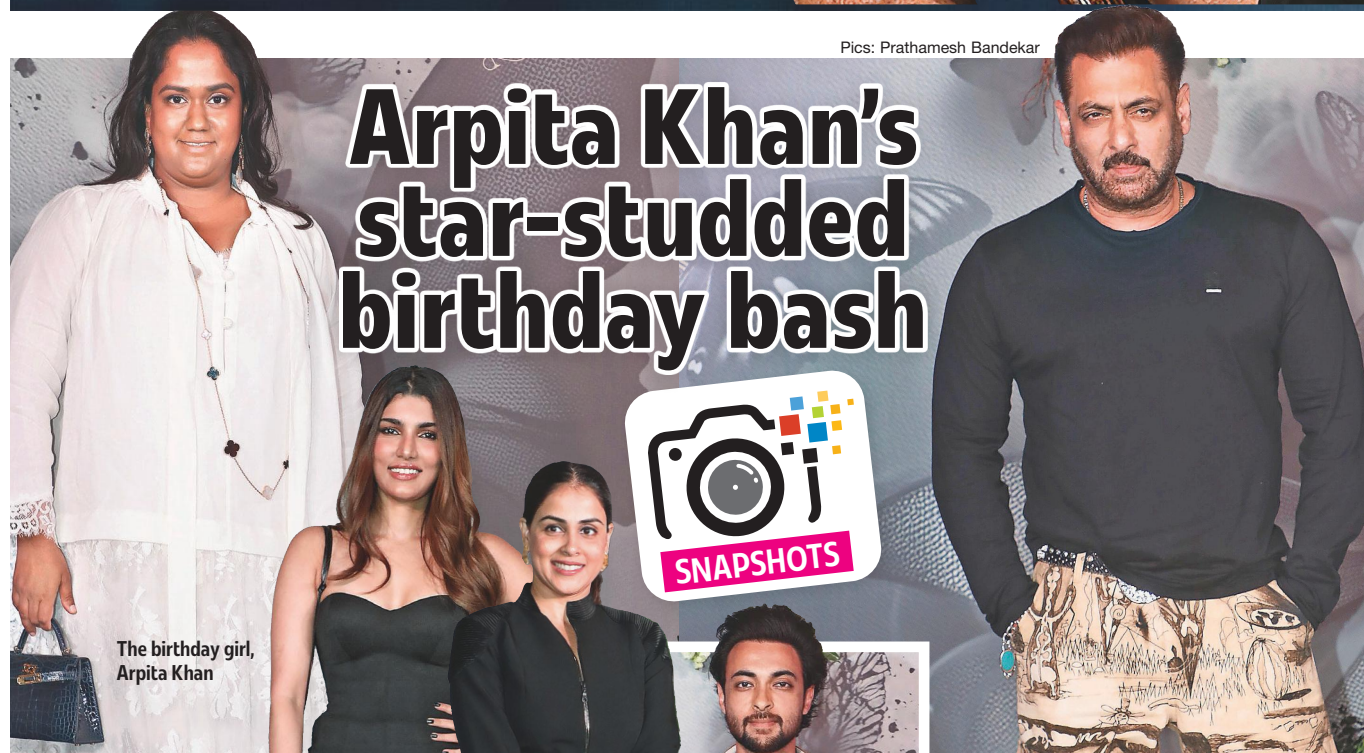 Pics: Prathamesh Bandekar
Arpita Khan’s
star-studded
birthday bash
SNAPSHOTS
The birthday girl,
Arpita Khan